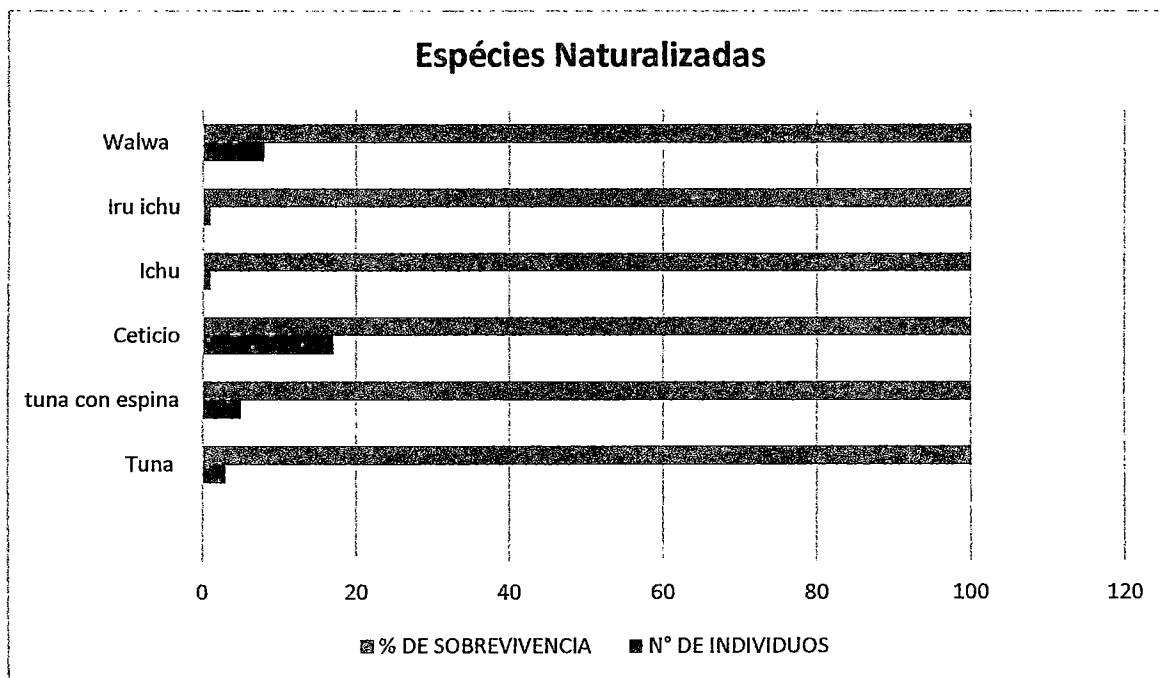 Espécies Naturalizadas
Walwa
Iru ichu
Ichu
Ceticio
tuna con espina
Tuna
0 20 40 60 80 100 120
% DE SOBREVIVENCIA N° DE INDIVIDUOS